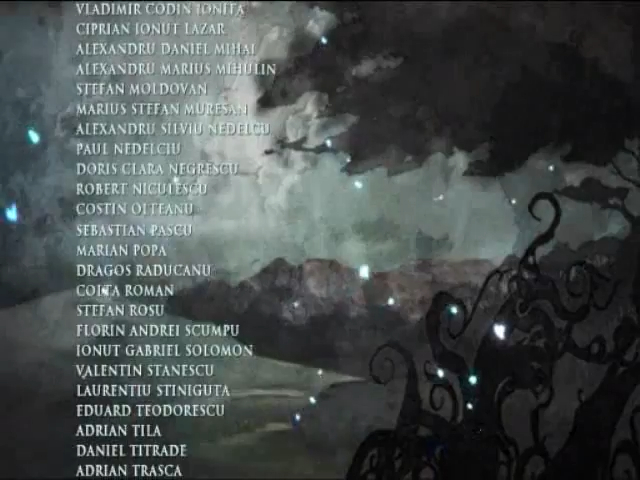 VLADIMIR CODIN IONITA
CIPRIAN IONUT LAZAR
ALEXANDRU DANIEL MIHAI
ALEXANDRU MARIUS MIHULIN
STEFAN MOLDOVAN
MARIUS STEFAN MURESAN
ALEXANDRU SILVIU NEDELCU
PAUL NEDELCIU
DORIS CLARA NEGRESCU
ROBERT NICULESCU
COSTIN OLTEANU
SEBASTIAN PASCU
MARIAN POPA
DRAGOS RADUCANU
COLTA ROMAN
STEFAN ROSU
FLORIN ANDREI SCUMPU
IONUT GABRIEL SOLOMON
VALENTIN STANESCU
LAURENTIU STINIGUTA
EDUARD TEODORESCU
ADRIAN TILA
DANIEL TITRADE
ADRIAN TRASCA